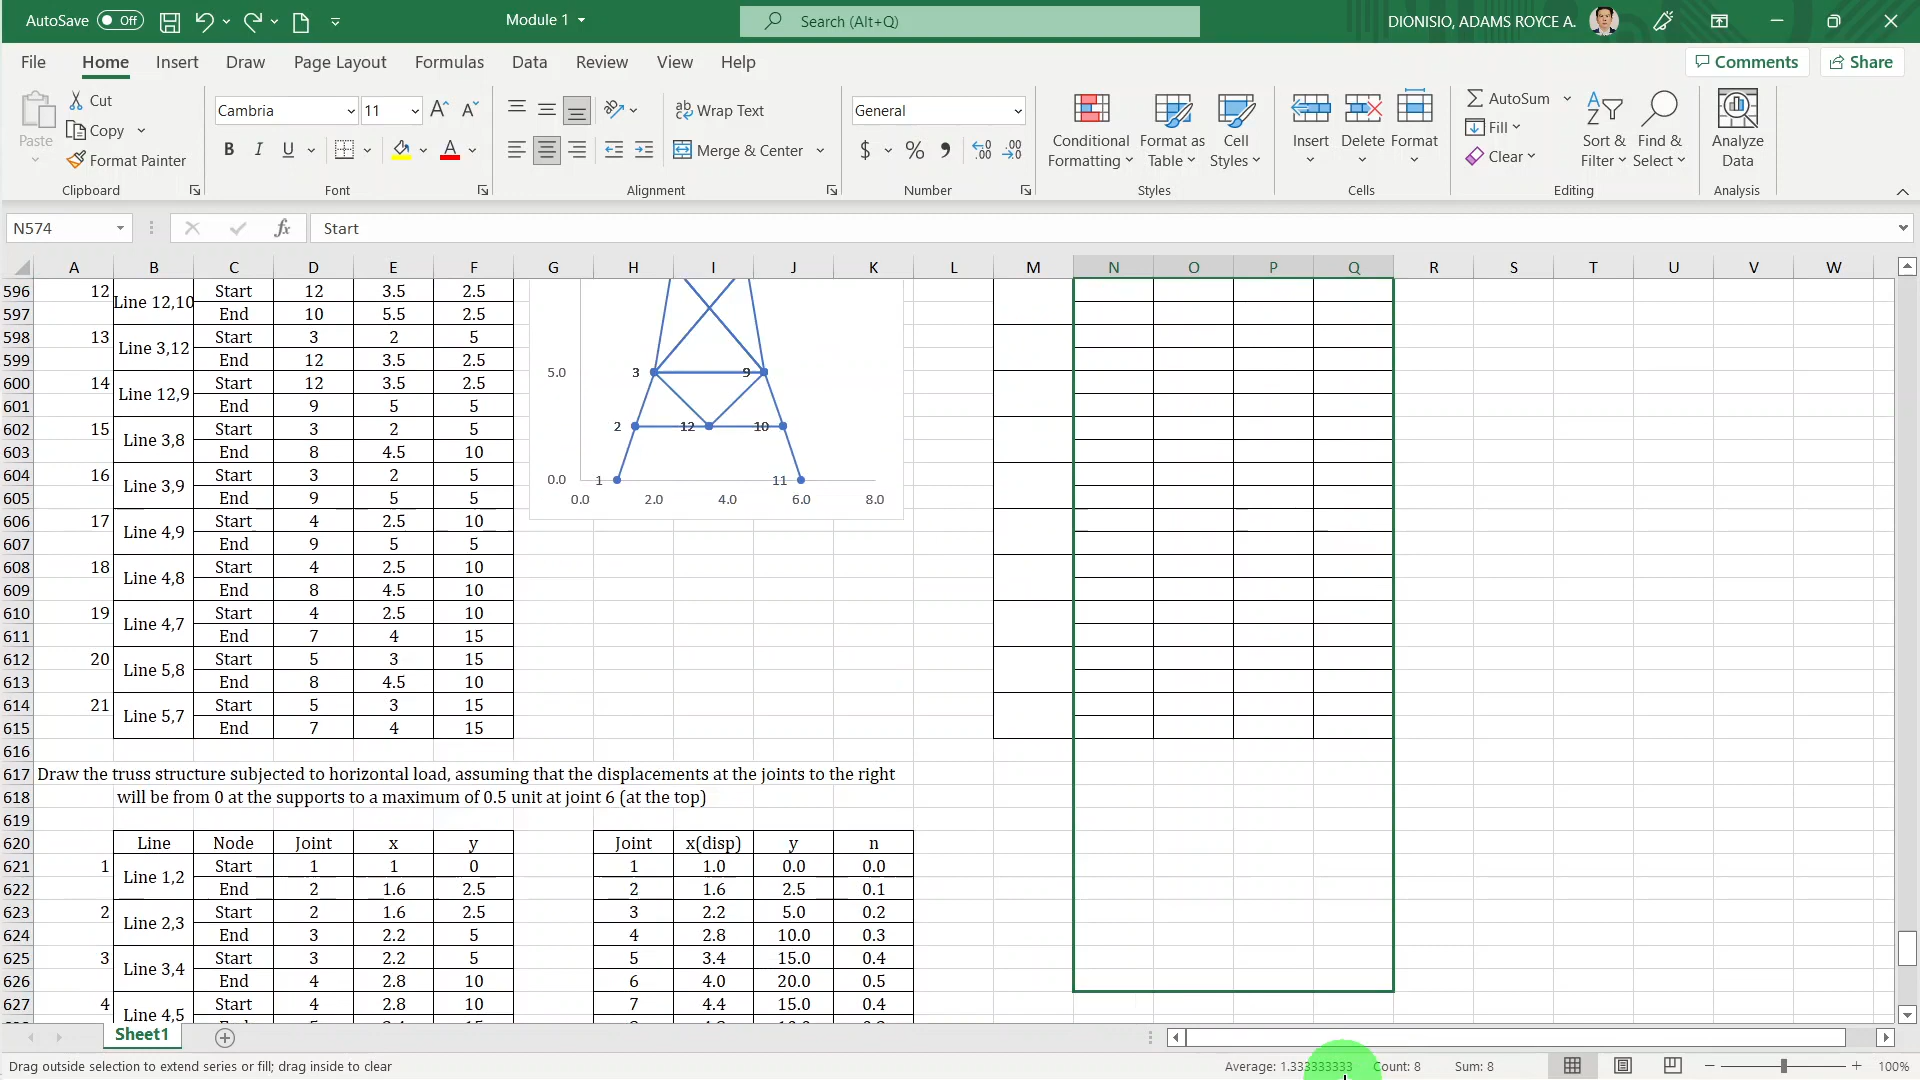 AutoSave Off Module 1 Search (Alt+Q) DIONISIO, ADAMS ROYCE A.
File Home Insert Draw Page Layout Formulas Data Review View Help Comments Share
Paste Cut Copy Format Painter Clipboard
Cambria 11 A A B I U A Font
ab Wrap Text Merge & Center Alignment
General $ % , .00 Number
Conditional Formatting Format as Table Cell Styles Styles
Insert Delete Format Cells
AutoSum Fill Clear Sort & Filter Find & Select Editing
Analyze Data Analysis
N574 fx Start
A B C D E F G H I J K L M N O P Q R S T U V W
596 12 Line 12,10 Start 12 3.5 2.5
597 End 10 5.5 2.5
598 13 Line 3,12 Start 3 2 5
599 End 12 3.5 2.5
600 14 Line 12,9 Start 12 3.5 2.5
601 End 9 5 5
602 15 Line 3,8 Start 3 2 5
603 End 8 4.5 10
604 16 Line 3,9 Start 3 2 5
605 End 9 5 5
606 17 Line 4,9 Start 4 2.5 10
607 End 9 5 5
608 18 Line 4,8 Start 4 2.5 10
609 End 8 4.5 10
610 19 Line 4,7 Start 4 2.5 10
611 End 7 4 15
612 20 Line 5,8 Start 5 3 15
613 End 8 4.5 10
614 21 Line 5,7 Start 5 3 15
615 End 7 4 15
5.0 3 9
2 12 10
0.0 1 11
0.0 2.0 4.0 6.0 8.0
616
617 Draw the truss structure subjected to horizontal load, assuming that the displacements at the joints to the right
618 will be from 0 at the supports to a maximum of 0.5 unit at joint 6 (at the top)
619
620 Line Node Joint x y Joint x(disp) y n
621 1 Line 1,2 Start 1 1 0 1 1.0 0.0 0.0
622 End 2 1.6 2.5 2 1.6 2.5 0.1
623 2 Line 2,3 Start 2 1.6 2.5 3 2.2 5.0 0.2
624 End 3 2.2 5 4 2.8 10.0 0.3
625 3 Line 3,4 Start 3 2.2 5 5 3.4 15.0 0.4
626 End 4 2.8 10 6 4.0 20.0 0.5
627 4 Line 4,5 Start 4 2.8 10 7 4.4 15.0 0.4
Sheet1
Drag outside selection to extend series or fill; drag inside to clear Average: 1.333333333 Count: 8 Sum: 8 100%